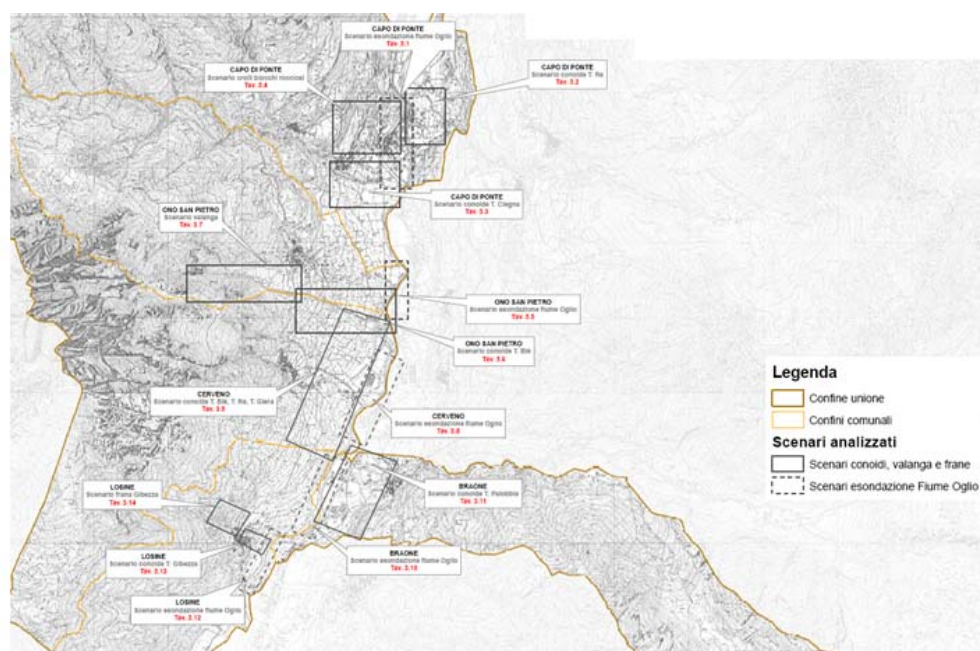 CAPO DI PONTE
Scenario esondazione fiume Oglio
Tav. 3.1
CAPO DI PONTE
Scenario crolli blocchi rocciosi
Tav. 3.4
CAPO DI PONTE
Scenario conoide T. Re
Tav. 3.2
CAPO DI PONTE
Scenario conoide T. Clegna
Tav. 3.3
ONO SAN PIETRO
Scenario valanga
Tav. 3.7
ONO SAN PIETRO
Scenario esondazione fiume Oglio
Tav. 3.5
ONO SAN PIETRO
Scenario conoide T. Blè
Tav. 3.6
CERVENO
Scenario conoide T. Blè, T. Re, T. Glera
Tav. 3.9
CERVENO
Scenario esondazione fiume Oglio
Tav. 3.8
LOSINE
Scenario frana Gibezza
Tav. 3.14
BRAONE
Scenario conoide T. Palobbia
Tav. 3.11
LOSINE
Scenario conoide T. Gibezza
Tav. 3.13
BRAONE
Scenario esondazione fiume Oglio
Tav. 3.10
LOSINE
Scenario esondazione fiume Oglio
Tav. 3.12
Legenda
Confine unione
Confini comunali
Scenari analizzati
Scenari conoidi, valanga e frane
Scenari esondazione Fiume Oglio